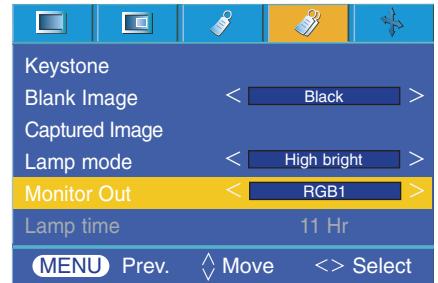 Keystone
Blank Image < Black >
Captured Image
Lamp mode < High bright >
Monitor Out < RGB1 >
Lamp time 11 Hr
MENU Prev. Move <> Select